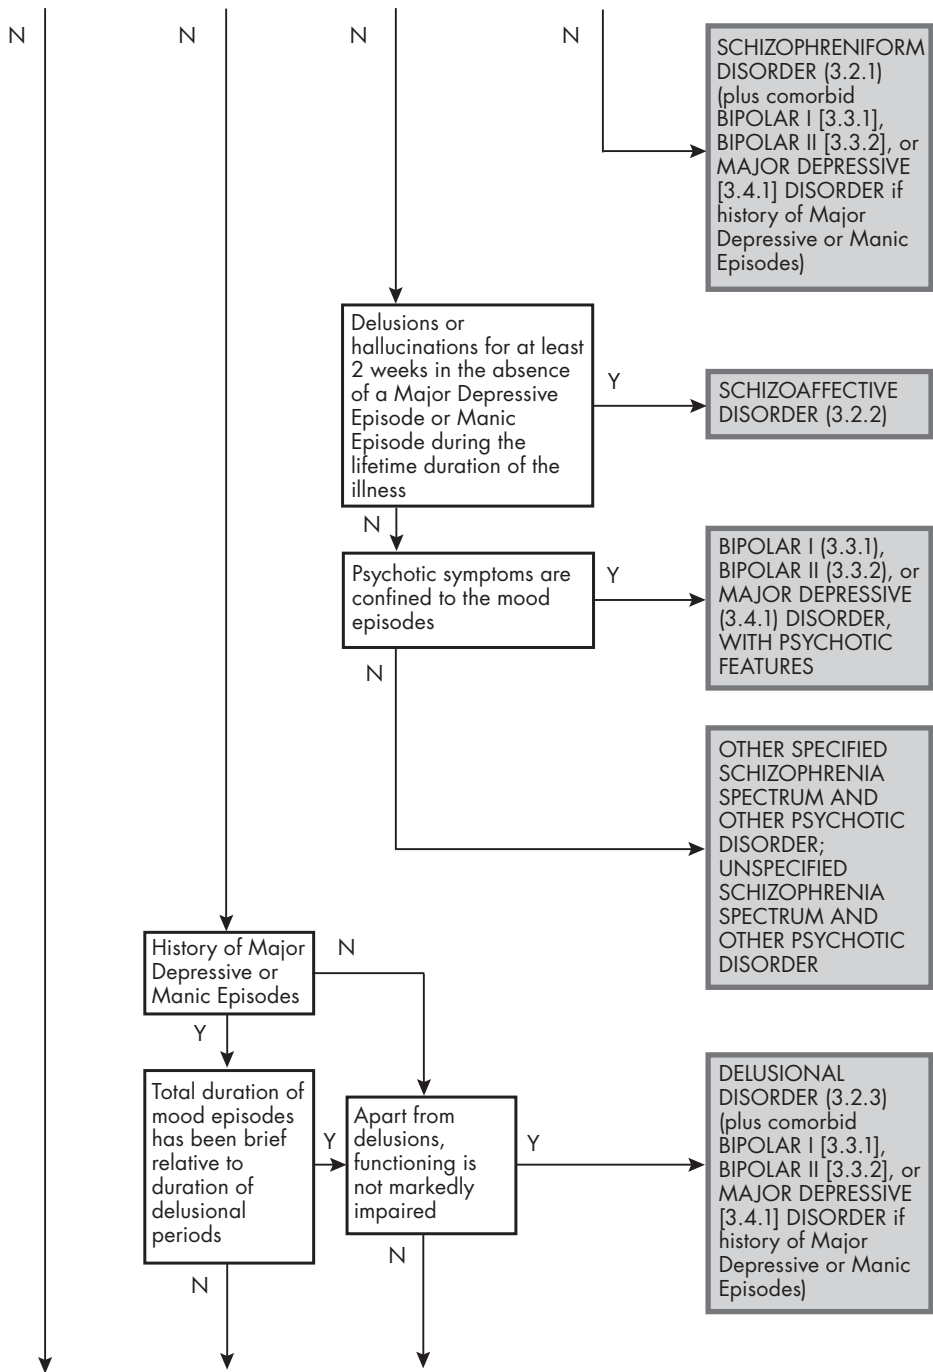 N
N
N
N
SCHIZOPHRENIFORM
DISORDER (3.2.1)
(plus comorbid
BIPOLAR I [3.3.1],
BIPOLAR II [3.3.2], or
MAJOR DEPRESSIVE
[3.4.1] DISORDER if
history of Major
Depressive or Manic
Episodes)
Delusions or
hallucinations for at least
2 weeks in the absence
of a Major Depressive
Episode or Manic
Episode during the
lifetime duration of the
illness
Y
SCHIZOAFFECTIVE
DISORDER (3.2.2)
N
Psychotic symptoms are
confined to the mood
episodes
Y
BIPOLAR I (3.3.1),
BIPOLAR II (3.3.2), or
MAJOR DEPRESSIVE
(3.4.1) DISORDER,
WITH PSYCHOTIC
FEATURES
N
OTHER SPECIFIED
SCHIZOPHRENIA
SPECTRUM AND
OTHER PSYCHOTIC
DISORDER;
UNSPECIFIED
SCHIZOPHRENIA
SPECTRUM AND
OTHER PSYCHOTIC
DISORDER
History of Major
Depressive or
Manic Episodes
N
Y
Total duration of
mood episodes
has been brief
relative to
duration of
delusional
periods
Y
Apart from
delusions,
functioning is
not markedly
impaired
Y
DELUSIONAL
DISORDER (3.2.3)
(plus comorbid
BIPOLAR I [3.3.1],
BIPOLAR II [3.3.2], or
MAJOR DEPRESSIVE
[3.4.1] DISORDER if
history of Major
Depressive or Manic
Episodes)
N
N